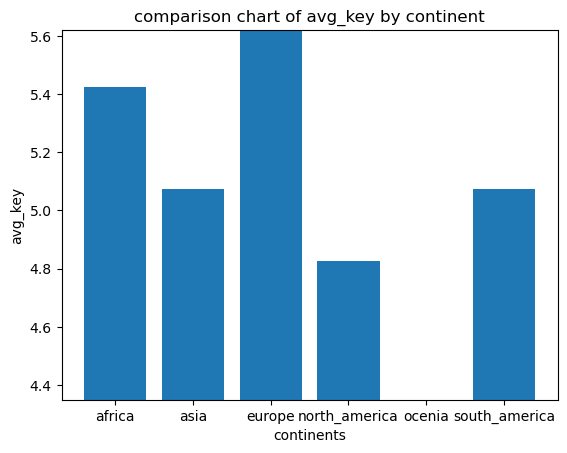 comparison chart of avg_key by continent
5.6
5.4
5.2
5.0
4.8
4.6
4.4
avg_key
africa asia europe north_america ocenia south_america
continents